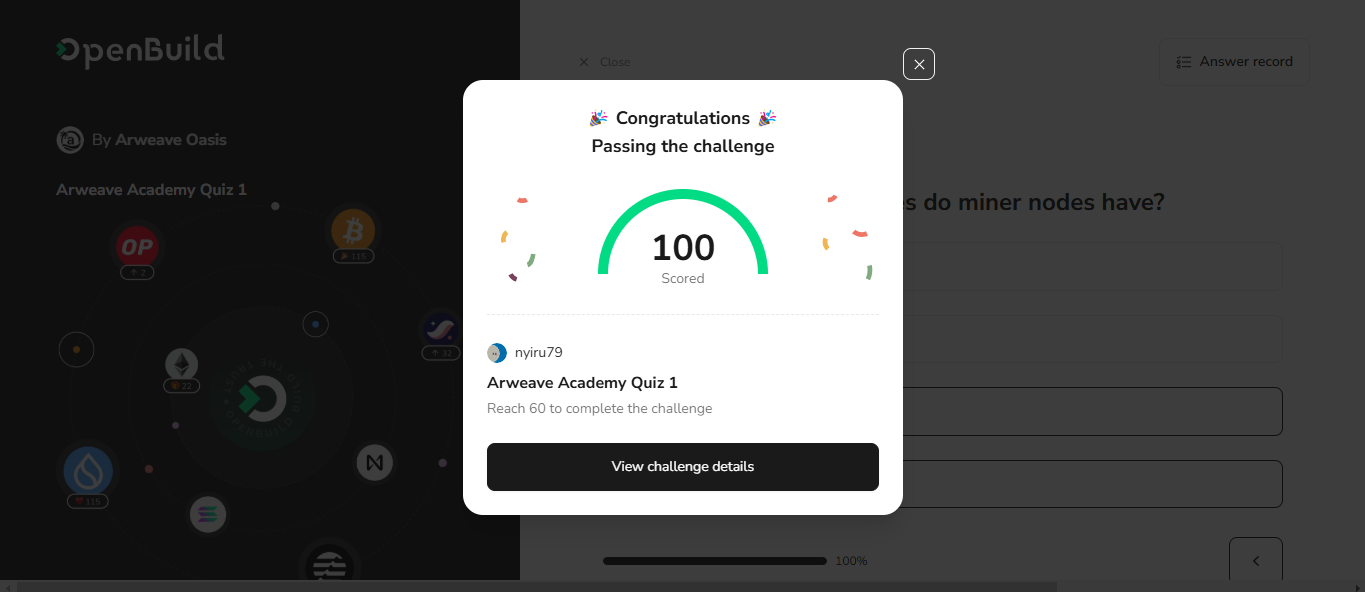 OpenBuild
Close
Answer record
By Arweave Oasis
Arweave Academy Quiz 1
Congratulations
Passing the challenge
100
Scored
nyiru79
Arweave Academy Quiz 1
Reach 60 to complete the challenge
View challenge details
es do miner nodes have?
OP
2
115
32
22
115
100%